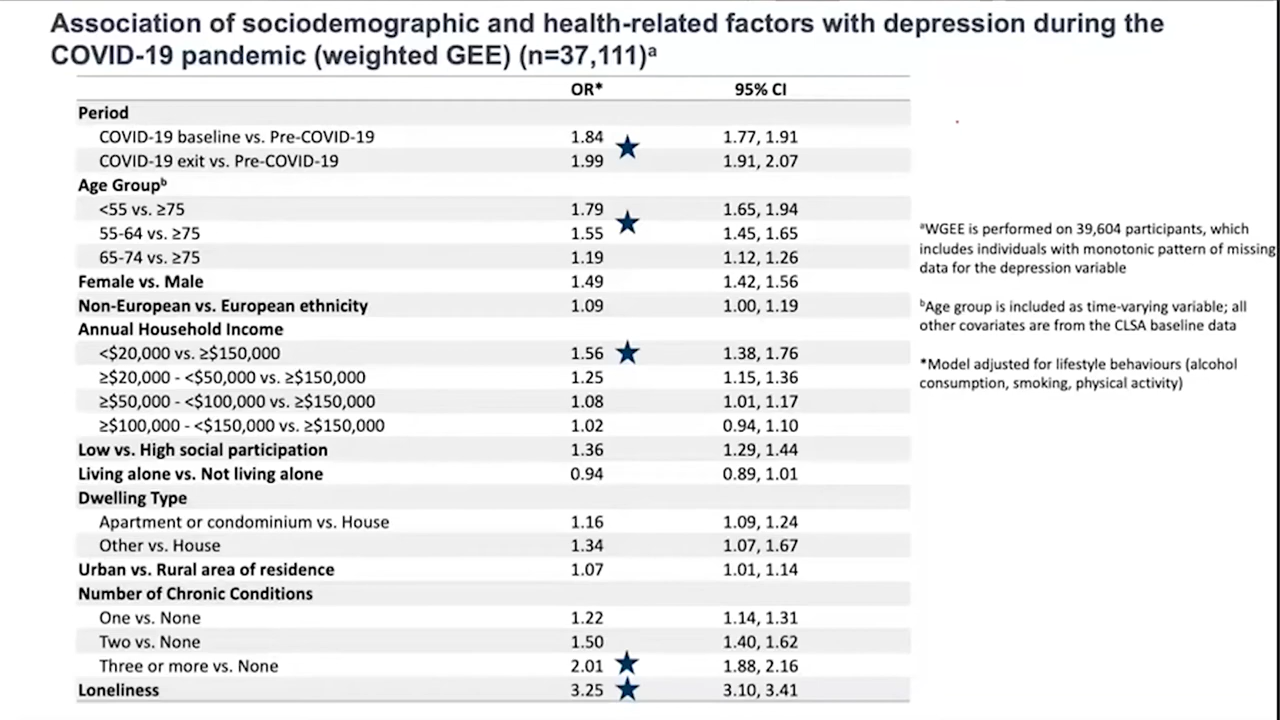 Association of sociodemographic and health-related factors with depression during the
COVID-19 pandemic (weighted GEE) (n=37,111)ᵃ
OR* 95% CI
Period
COVID-19 baseline vs. Pre-COVID-19 1.84 1.77, 1.91
COVID-19 exit vs. Pre-COVID-19 1.99 1.91, 2.07
Age Groupᵇ
<55 vs. ≥75 1.79 1.65, 1.94
55-64 vs. ≥75 1.55 1.45, 1.65
65-74 vs. ≥75 1.19 1.12, 1.26
Female vs. Male 1.49 1.42, 1.56
Non-European vs. European ethnicity 1.09 1.00, 1.19
Annual Household Income
<$20,000 vs. ≥$150,000 1.56 1.38, 1.76
≥$20,000 - <$50,000 vs. ≥$150,000 1.25 1.15, 1.36
≥$50,000 - <$100,000 vs. ≥$150,000 1.08 1.01, 1.17
≥$100,000 - <$150,000 vs. ≥$150,000 1.02 0.94, 1.10
Low vs. High social participation 1.36 1.29, 1.44
Living alone vs. Not living alone 0.94 0.89, 1.01
Dwelling Type
Apartment or condominium vs. House 1.16 1.09, 1.24
Other vs. House 1.34 1.07, 1.67
Urban vs. Rural area of residence 1.07 1.01, 1.14
Number of Chronic Conditions
One vs. None 1.22 1.14, 1.31
Two vs. None 1.50 1.40, 1.62
Three or more vs. None 2.01 1.88, 2.16
Loneliness 3.25 3.10, 3.41
ᵃWGEE is performed on 39,604 participants, which
includes individuals with monotonic pattern of missing
data for the depression variable
ᵇAge group is included as time-varying variable; all
other covariates are from the CLSA baseline data
*Model adjusted for lifestyle behaviours (alcohol
consumption, smoking, physical activity)